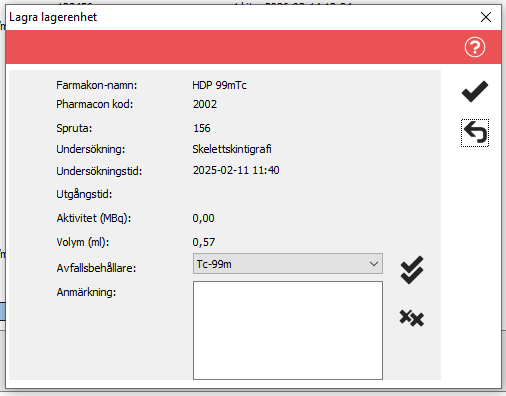 Lagra lagerenhet
Farmakon-namn: HDP 99mTc
Pharmacon kod: 2002
Spruta: 156
Undersökning: Skelettskintigrafi
Undersökningstid: 2025-02-11 11:40
Utgångstid:
Aktivitet (MBq): 0,00
Volym (ml): 0,57
Avfallsbehållare: Tc-99m
Anmärkning: